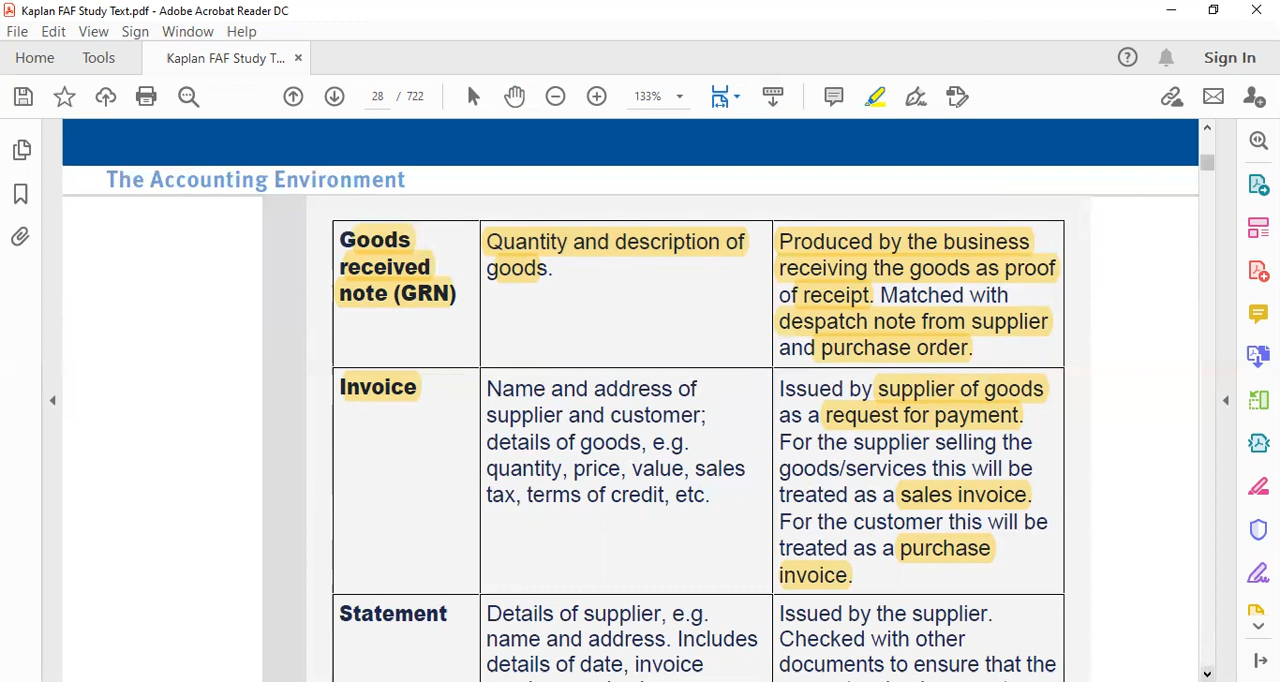 Kaplan FAF Study Text.pdf - Adobe Acrobat Reader DC
File Edit View Sign Window Help
Home Tools Kaplan FAF Study T... × Sign In
28 / 722 133%
The Accounting Environment
Goods
received
note (GRN)
Quantity and description of
goods.
Produced by the business
receiving the goods as proof
of receipt. Matched with
despatch note from supplier
and purchase order.
Invoice
Name and address of
supplier and customer;
details of goods, e.g.
quantity, price, value, sales
tax, terms of credit, etc.
Issued by supplier of goods
as a request for payment.
For the supplier selling the
goods/services this will be
treated as a sales invoice.
For the customer this will be
treated as a purchase
invoice.
Statement
Details of supplier, e.g.
name and address. Includes
details of date, invoice
Issued by the supplier.
Checked with other
documents to ensure that the